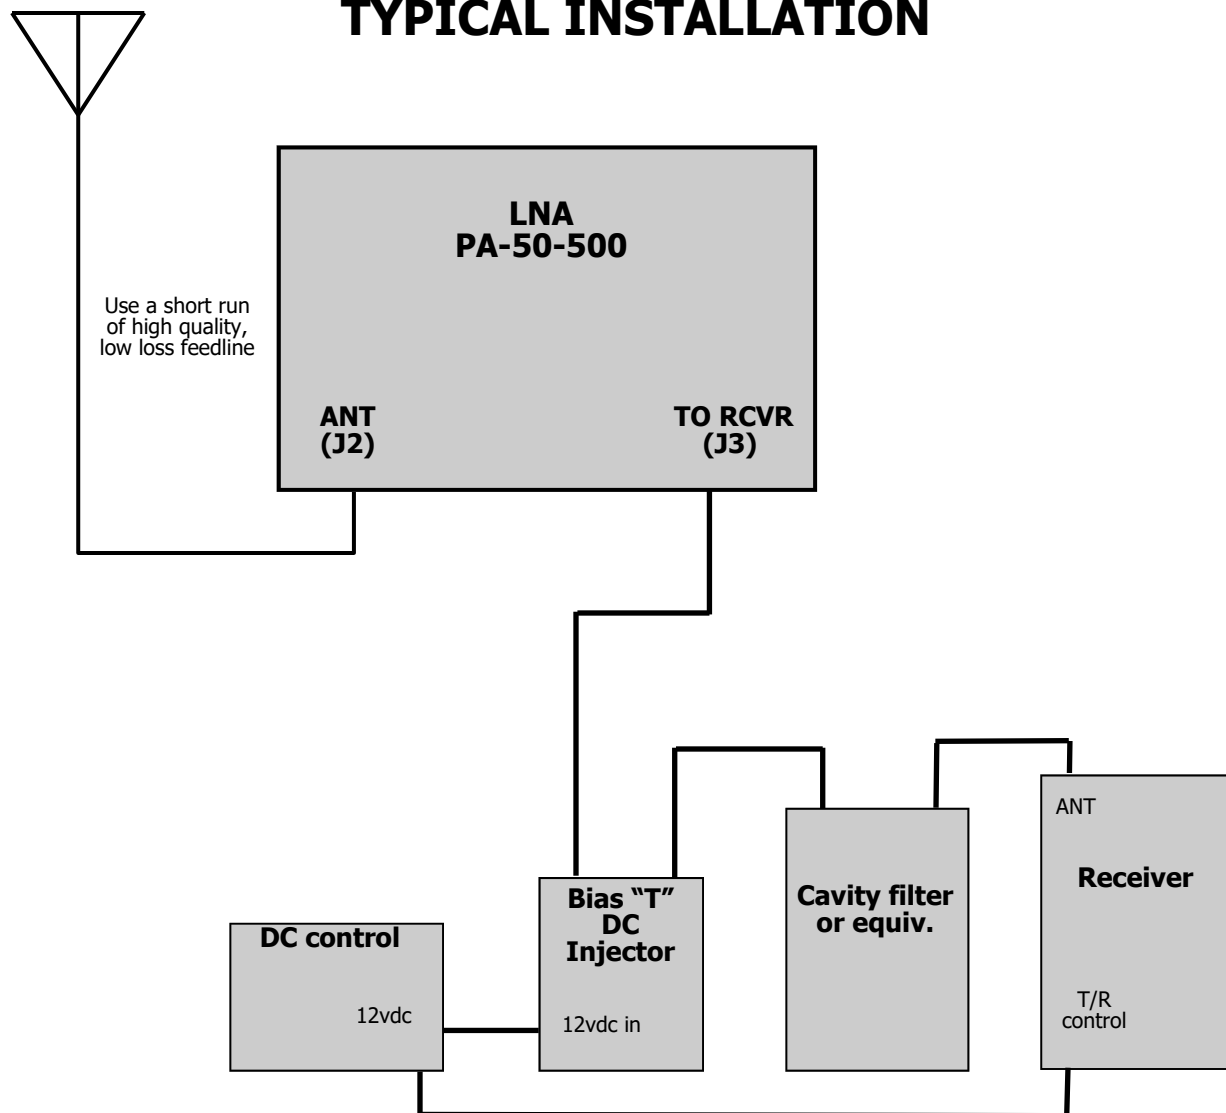 TYPICAL INSTALLATION
LNA
PA-50-500
Use a short run
of high quality,
low loss feedline
ANT
(J2)
TO RCVR
(J3)
ANT
Receiver
T/R
control
Cavity filter
or equiv.
Bias “T”
DC
Injector
12vdc in
DC control
12vdc